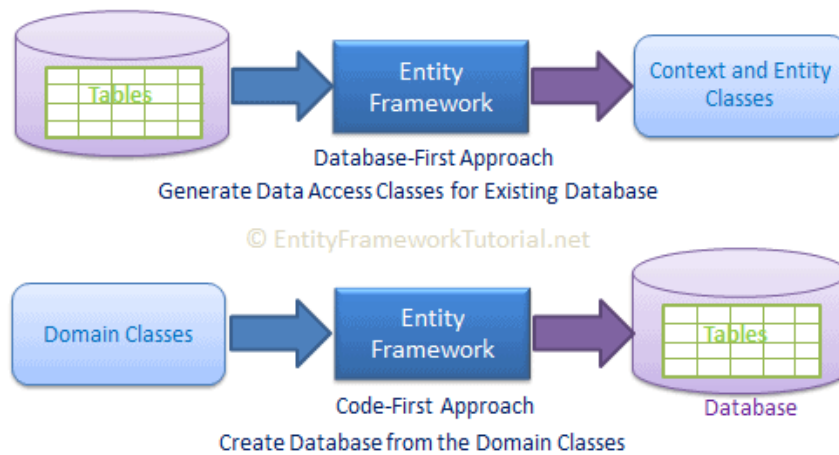 Tables
Entity
Framework
Context and Entity
Classes
Database-First Approach
Generate Data Access Classes for Existing Database
© EntityFrameworkTutorial.net
Domain Classes
Entity
Framework
Tables
Code-First Approach
Database
Create Database from the Domain Classes